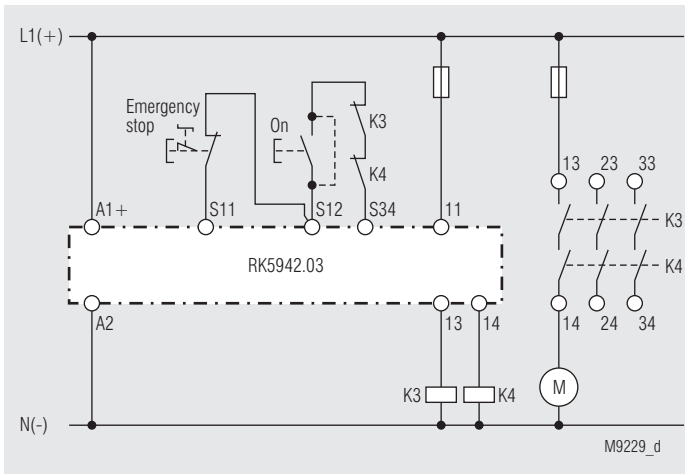 L1(+)
Emergency
stop
On
K3
K4
13 23 33
A1+ S11 S12 S34 11
K3
RK5942.03
K4
A2 13 14 14 24 34
K3 K4 M
N(-)
M9229_d